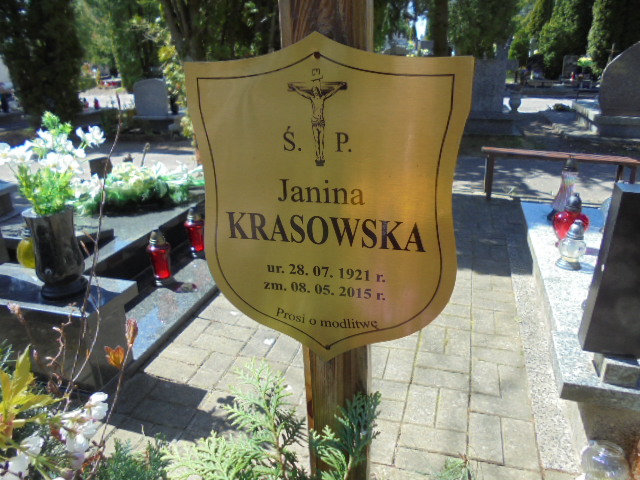 Ś. P.
Janina
KRASOWSKA
ur. 28. 07. 1921 r.
zm. 08. 05. 2015 r.
Prosi o modlitwę